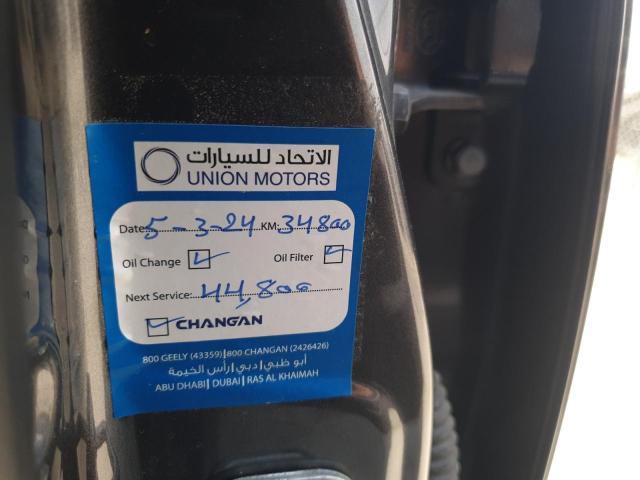 الاتحاد للسيارات
UNION MOTORS
Date: 5-3-24 KM: 34800
Oil Change ✓ Oil Filter ✓
Next Service: 44,800
✓ CHANGAN
800 GEELY (43359)|800 CHANGAN (2426426)
أبو ظبي|دبي|رأس الخيمة
ABU DHABI| DUBAI| RAS AL KHAIMAH